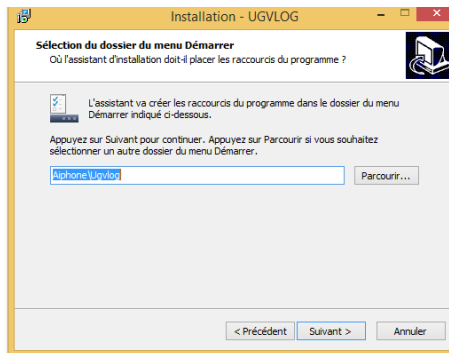 Installation - UGVLOG
Sélection du dossier du menu Démarrer
Où l'assistant d'installation doit-il placer les raccourcis du programme ?
L'assistant va créer les raccourcis du programme dans le dossier du menu
Démarrer indiqué ci-dessous.
Appuyez sur Suivant pour continuer. Appuyez sur Parcourir si vous souhaitez
sélectionner un autre dossier du menu Démarrer.
Aiphone\Ugvlog
Parcourir...
< Précédent
Suivant >
Annuler